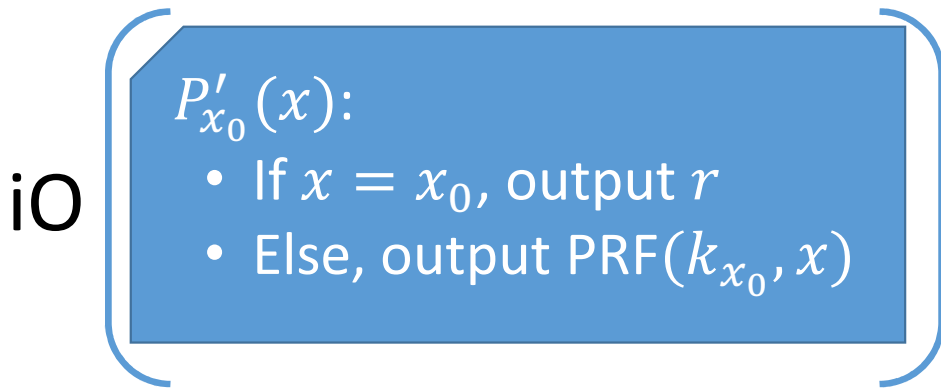 iO
P′ₓ₀(x):
• If x = x₀, output r
• Else, output PRF(kₓ₀, x)